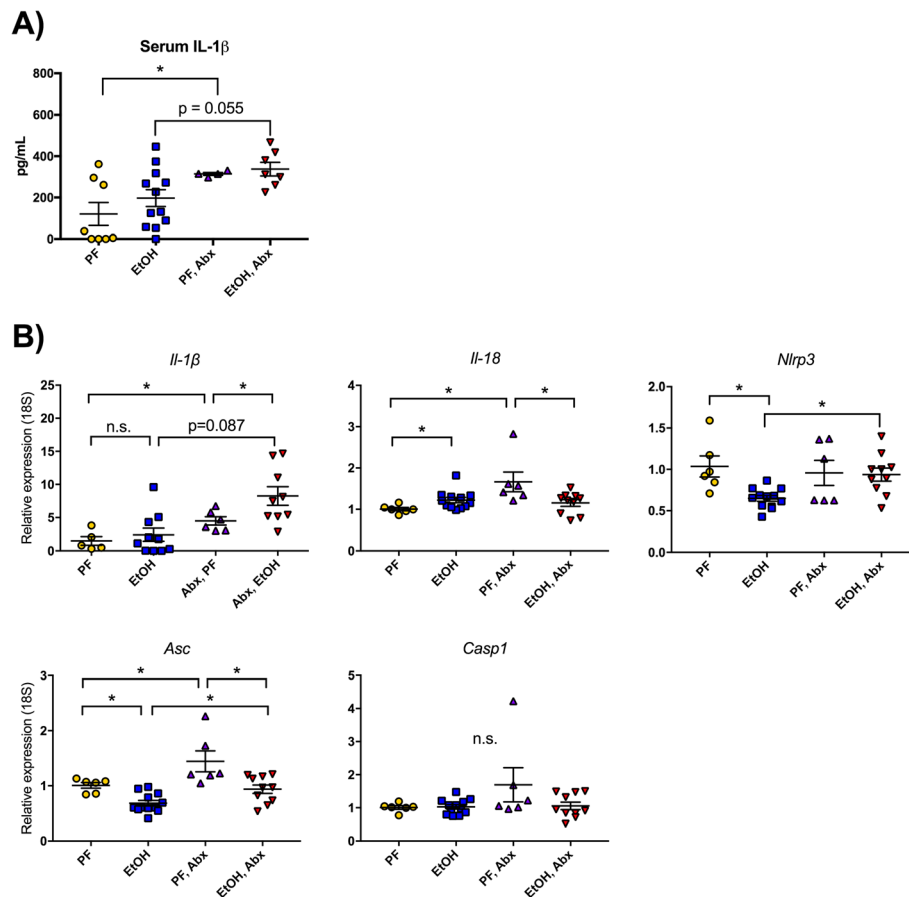 A)
Serum IL-1β
*
p = 0.055
pg/mL
800
600
400
200
0
PF
EtOH
PF, Abx
EtOH, Abx
B)
Il-1β
Relative expression (18S)
25
20
15
10
5
0
*
*
n.s.
p=0.087
PF
EtOH
Abx, PF
Abx, EtOH
Il-18
4
3
2
1
0
*
*
*
PF
EtOH
PF, Abx
EtOH, Abx
Nlrp3
2.0
1.5
1.0
0.5
0.0
*
*
PF
EtOH
PF, Abx
EtOH, Abx
Asc
Relative expression (18S)
3
2
1
0
*
*
*
*
PF
EtOH
PF, Abx
EtOH, Abx
Casp1
5
4
3
2
1
0
n.s.
PF
EtOH
PF, Abx
EtOH, Abx